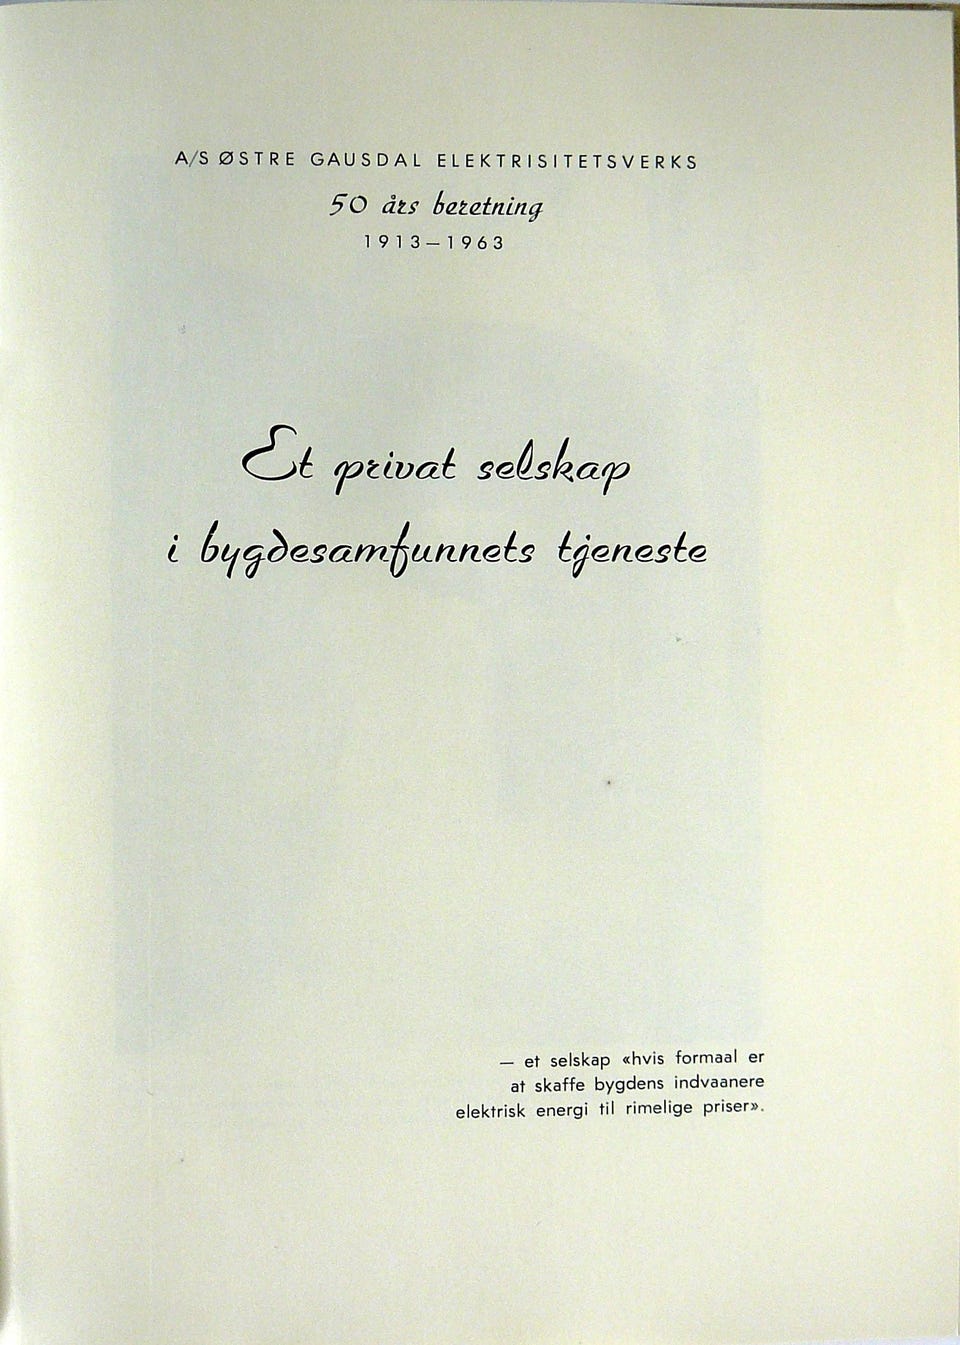 A/S ØSTRE GAUSDAL ELEKTRISITETSVERKS
50 års beretning
1913—1963
Et privat selskap
i bygdesamfunnets tjeneste
— et selskap «hvis formaal er
at skaffe bygdens indvaanere
elektrisk energi til rimelige priser».